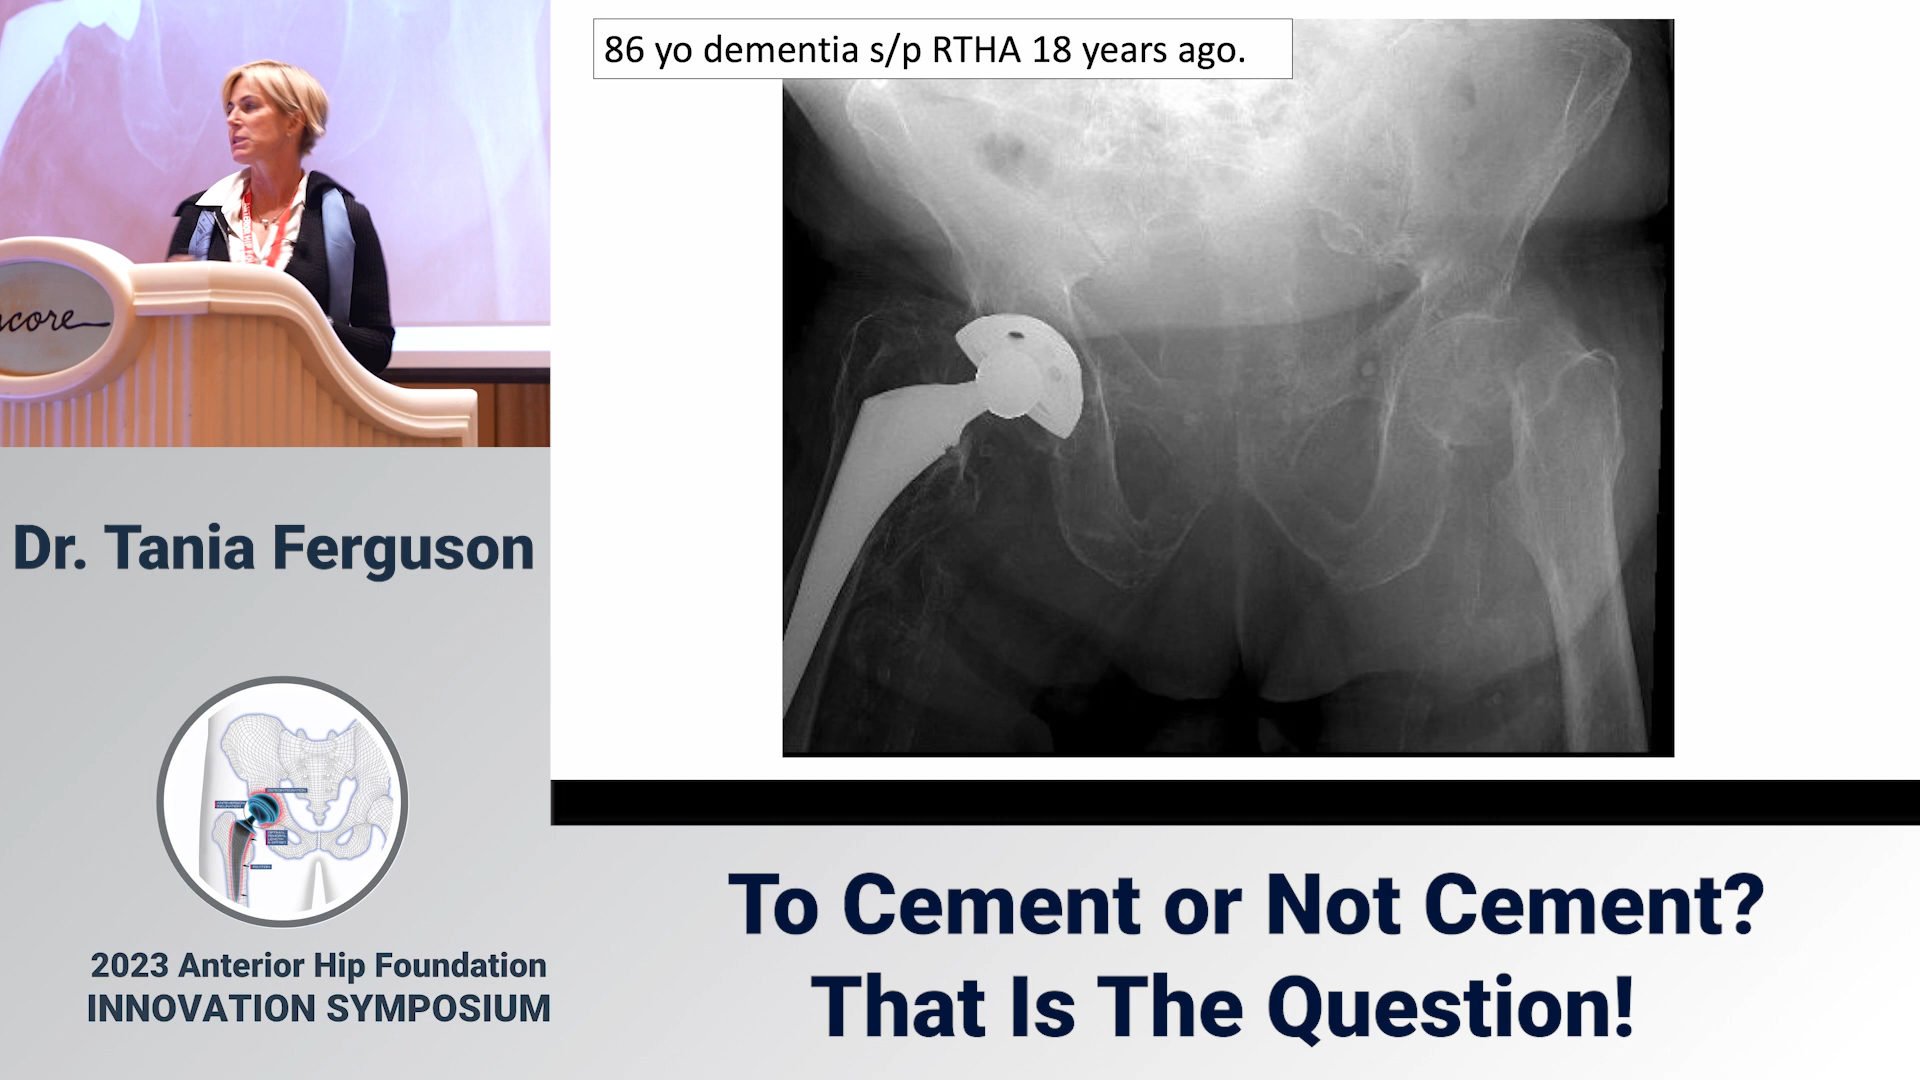 86 yo dementia s/p RTHA 18 years ago.
Dr. Tania Ferguson
2023 Anterior Hip Foundation
INNOVATION SYMPOSIUM
To Cement or Not Cement?
That Is The Question!